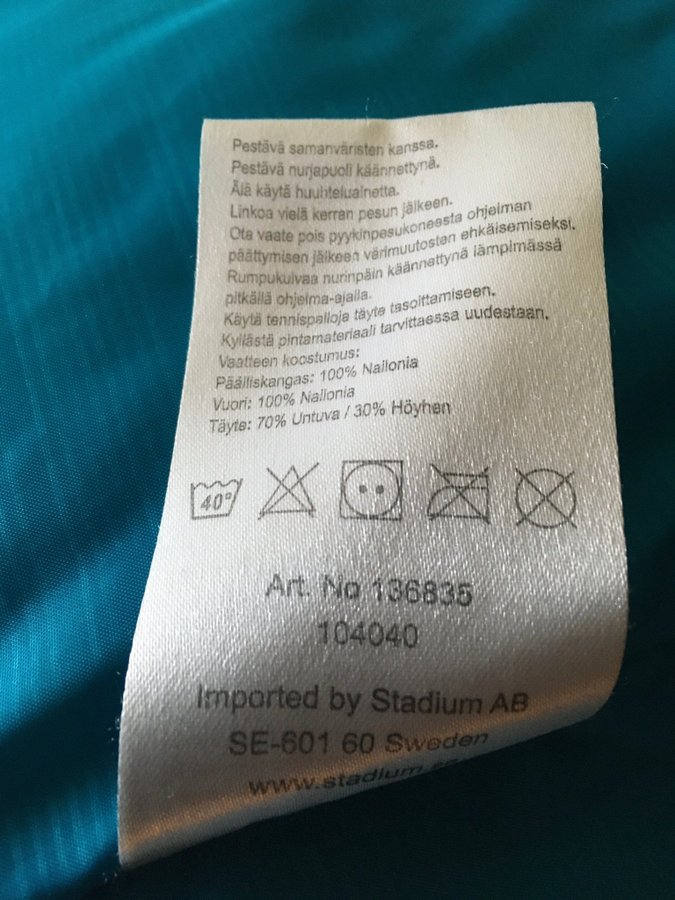 Pestävä samanväristen kanssa.
Pestävä nurjapuoli käännettynä.
Älä käytä huuhteluainetta.
Linkoa vielä kerran pesun jälkeen.
Ota vaate pois pyykinpesukoneesta ohjelman
päättymisen jälkeen värimuutosten ehkäisemiseksi.
Rumpukuivaa nurinpäin käännettynä lämpimässä
pitkällä ohjelma-ajalla.
Käytä tennispalloja täyte tasoittamiseen.
Kyllästä pintamateriaali tarvittaessa uudestaan.
Vaatteen koostumus:
Päälliskangas: 100% Nailonia
Vuori: 100% Nailonia
Täyte: 70% Untuva / 30% Höyhen
40°
Art. No 136835
104040
Imported by Stadium AB
SE-601 60 Sweden
www.stadium.se